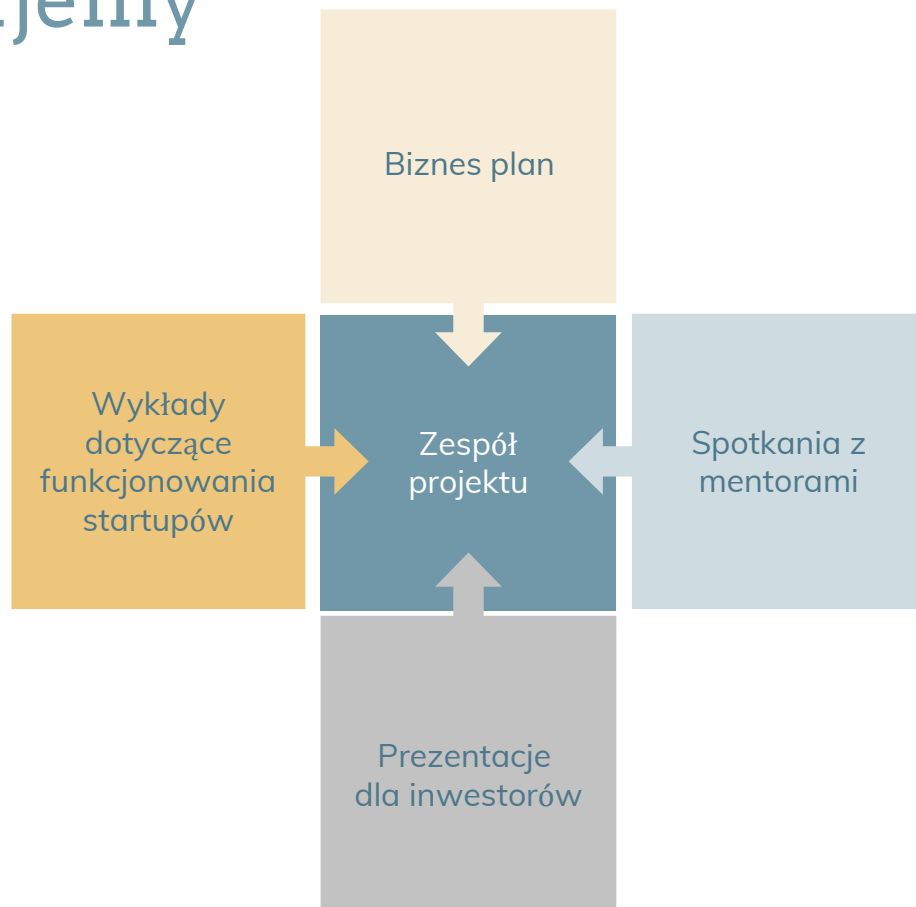 Biznes plan
Wykłady
dotyczące
funkcjonowania
startupów
Zespół
projektu
Spotkania z
mentorami
Prezentacje
dla inwestorów